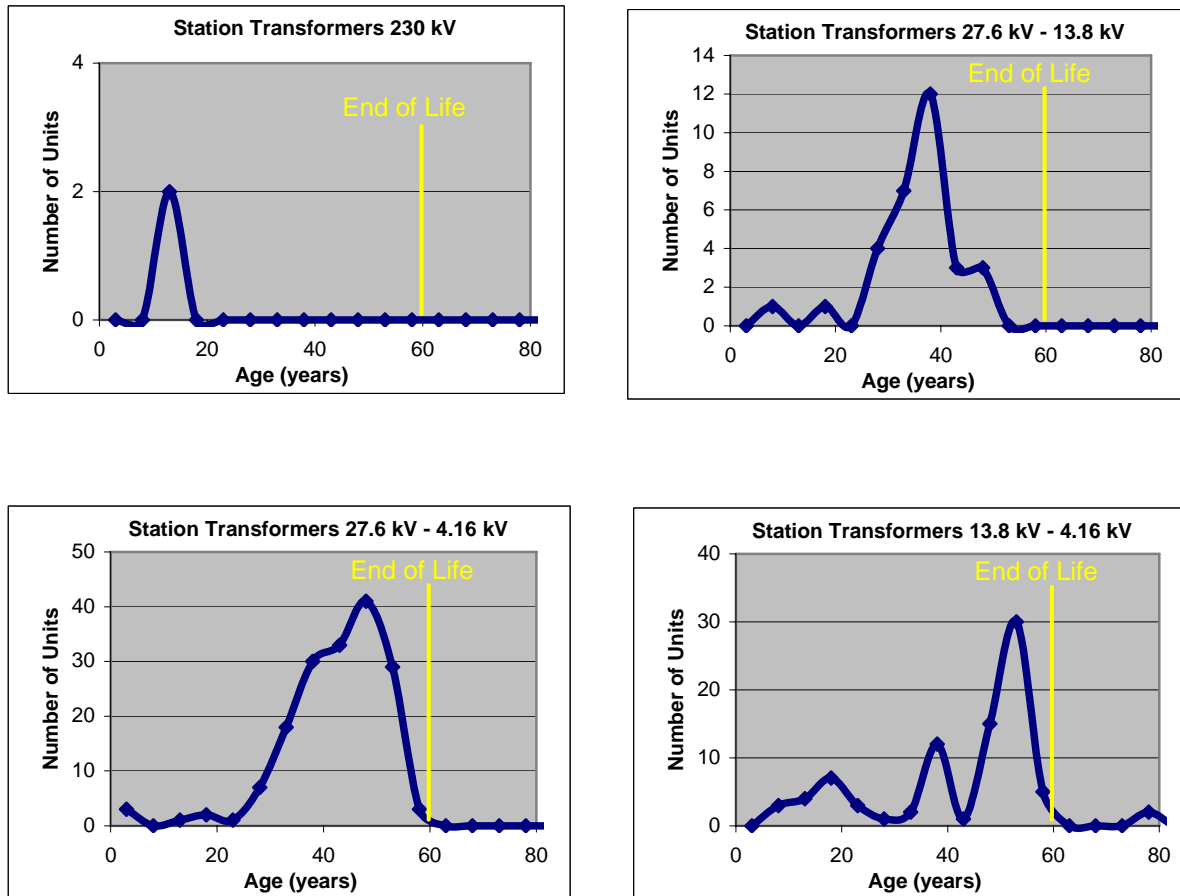 Station Transformers 230 kV
4
2
0
0 20 40 60 80
Number of Units
Age (years)
End of Life
Station Transformers 27.6 kV - 13.8 kV
14
12
10
8
6
4
2
0
0 20 40 60 80
Number of Units
Age (years)
End of Life
Station Transformers 27.6 kV - 4.16 kV
50
40
30
20
10
0
0 20 40 60 80
Number of Units
Age (years)
End of Life
Station Transformers 13.8 kV - 4.16 kV
40
30
20
10
0
0 20 40 60 80
Number of Units
Age (years)
End of Life